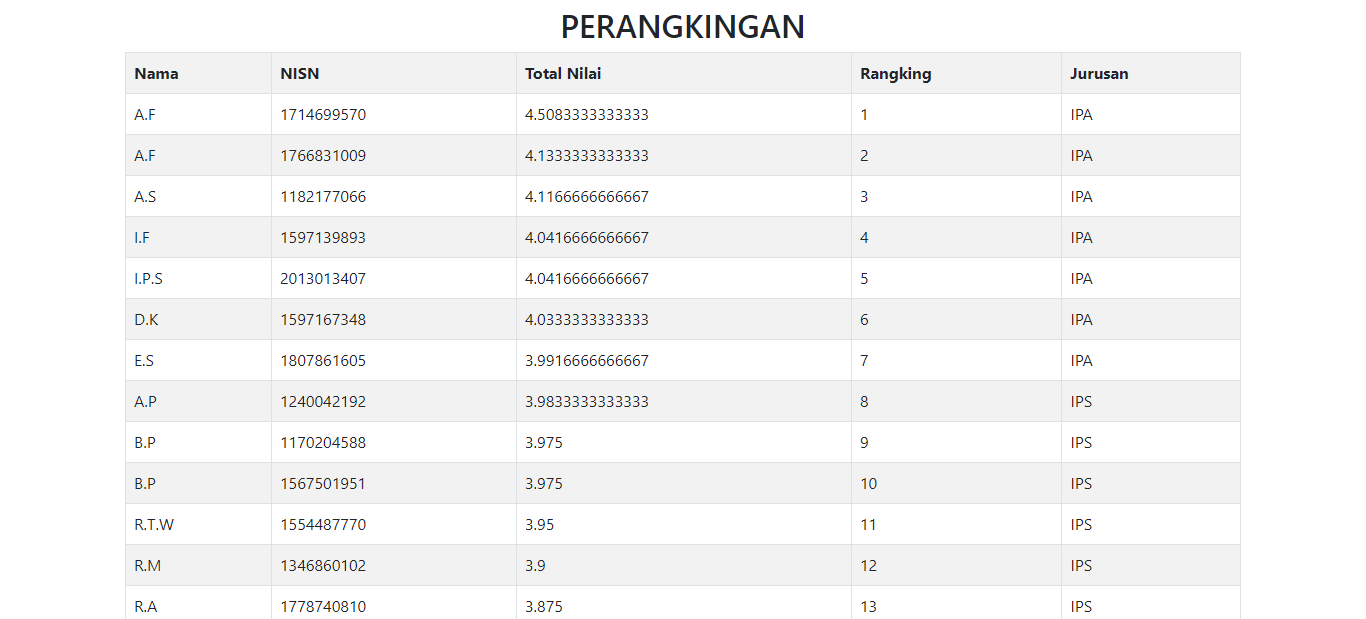 PERANGKINGAN
Nama NISN Total Nilai Rangking Jurusan
A.F 1714699570 4.5083333333333 1 IPA
A.F 1766831009 4.1333333333333 2 IPA
A.S 1182177066 4.1166666666667 3 IPA
I.F 1597139893 4.0416666666667 4 IPA
I.P.S 2013013407 4.0416666666667 5 IPA
D.K 1597167348 4.0333333333333 6 IPA
E.S 1807861605 3.9916666666667 7 IPA
A.P 1240042192 3.9833333333333 8 IPS
B.P 1170204588 3.975 9 IPS
B.P 1567501951 3.975 10 IPS
R.T.W 1554487770 3.95 11 IPS
R.M 1346860102 3.9 12 IPS
R.A 1778740810 3.875 13 IPS